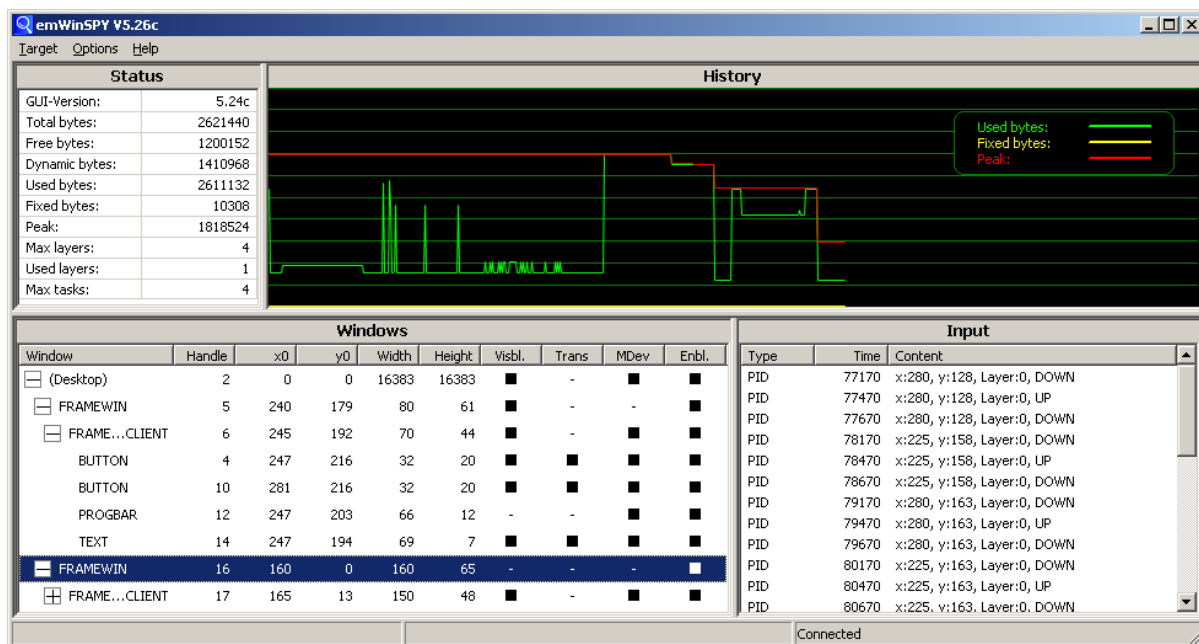 emWinSPY V5.26c
Target Options Help
Status
GUI-Version: 5.24c
Total bytes: 2621440
Free bytes: 1200152
Dynamic bytes: 1410968
Used bytes: 2611132
Fixed bytes: 10308
Peak: 1818524
Max layers: 4
Used layers: 1
Max tasks: 4
History
Used bytes:
Fixed bytes:
Peak:
Windows
Window Handle x0 y0 Width Height Visbl. Trans MDev Enbl.
(Desktop) 2 0 0 16383 16383 -
FRAMEWIN 5 240 179 80 61 - -
FRAME...CLIENT 6 245 192 70 44 -
BUTTON 4 247 216 32 20
BUTTON 10 281 216 32 20
PROGBAR 12 247 203 66 12 - -
TEXT 14 247 194 69 7
FRAMEWIN 16 160 0 160 65 - - -
FRAME...CLIENT 17 165 13 150 48 -
Input
Type Time Content
PID 77170 x:280, y:128, Layer:0, DOWN
PID 77470 x:280, y:128, Layer:0, UP
PID 77670 x:280, y:128, Layer:0, DOWN
PID 78170 x:225, y:158, Layer:0, DOWN
PID 78470 x:225, y:158, Layer:0, UP
PID 78670 x:225, y:158, Layer:0, DOWN
PID 79170 x:280, y:163, Layer:0, DOWN
PID 79470 x:280, y:163, Layer:0, UP
PID 79670 x:280, y:163, Layer:0, DOWN
PID 80170 x:225, y:163, Layer:0, DOWN
PID 80470 x:225, y:163, Layer:0, UP
PID 80670 x:225, y:163, Layer:0, DOWN
Connected